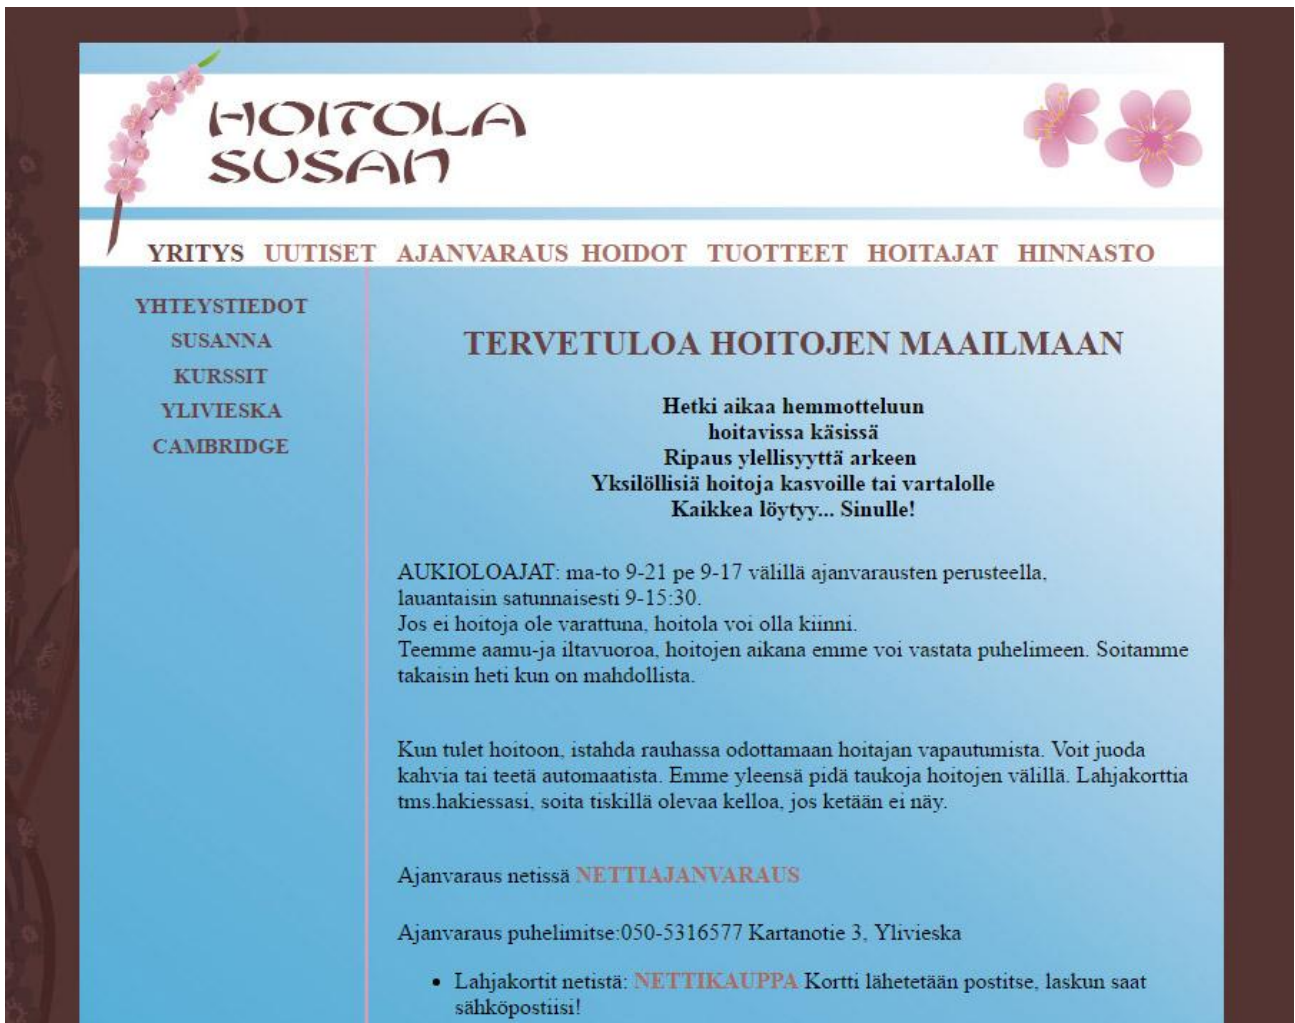 HOITOLA
SUSAN
YRITYS UUTISET AJANVARAUS HOIDOT TUOTTEET HOITAJAT HINNASTO
YHTEYSTIEDOT
SUSANNA
KURSSIT
YLIVIESKA
CAMBRIDGE
TERVETULOA HOITOJEN MAAILMAAN
Hetki aikaa hemmotteluun
hoitavissa käsissä
Ripaus ylellisyyttä arkeen
Yksilöllisiä hoitoja kasvoille tai vartalolle
Kaikkea löytyy... Sinulle!
AUKIOLOAJAT: ma-to 9-21 pe 9-17 välillä ajanvarausten perusteella,
lauantaisin satunnaisesti 9-15:30.
Jos ei hoitoja ole varattuna, hoitola voi olla kiinni.
Teemme aamu-ja iltavuoroa, hoitojen aikana emme voi vastata puhelimeen. Soitamme
takaisin heti kun on mahdollista.
Kun tulet hoitoon, istahda rauhassa odottamaan hoitajan vapautumista. Voit juoda
kahvia tai teetä automaatista. Emme yleensä pidä taukoja hoitojen välillä. Lahjakorttia
tms.hakiessasi, soita tiskillä olevaa kelloa, jos ketään ei näy.
Ajanvaraus netissä NETTIAJANVARAUS
Ajanvaraus puhelimitse:050-5316577 Kartanotie 3, Ylivieska
• Lahjakortit netistä: NETTIKAUPPA Kortti lähetetään postitse, laskun saat
sähköpostiisi!